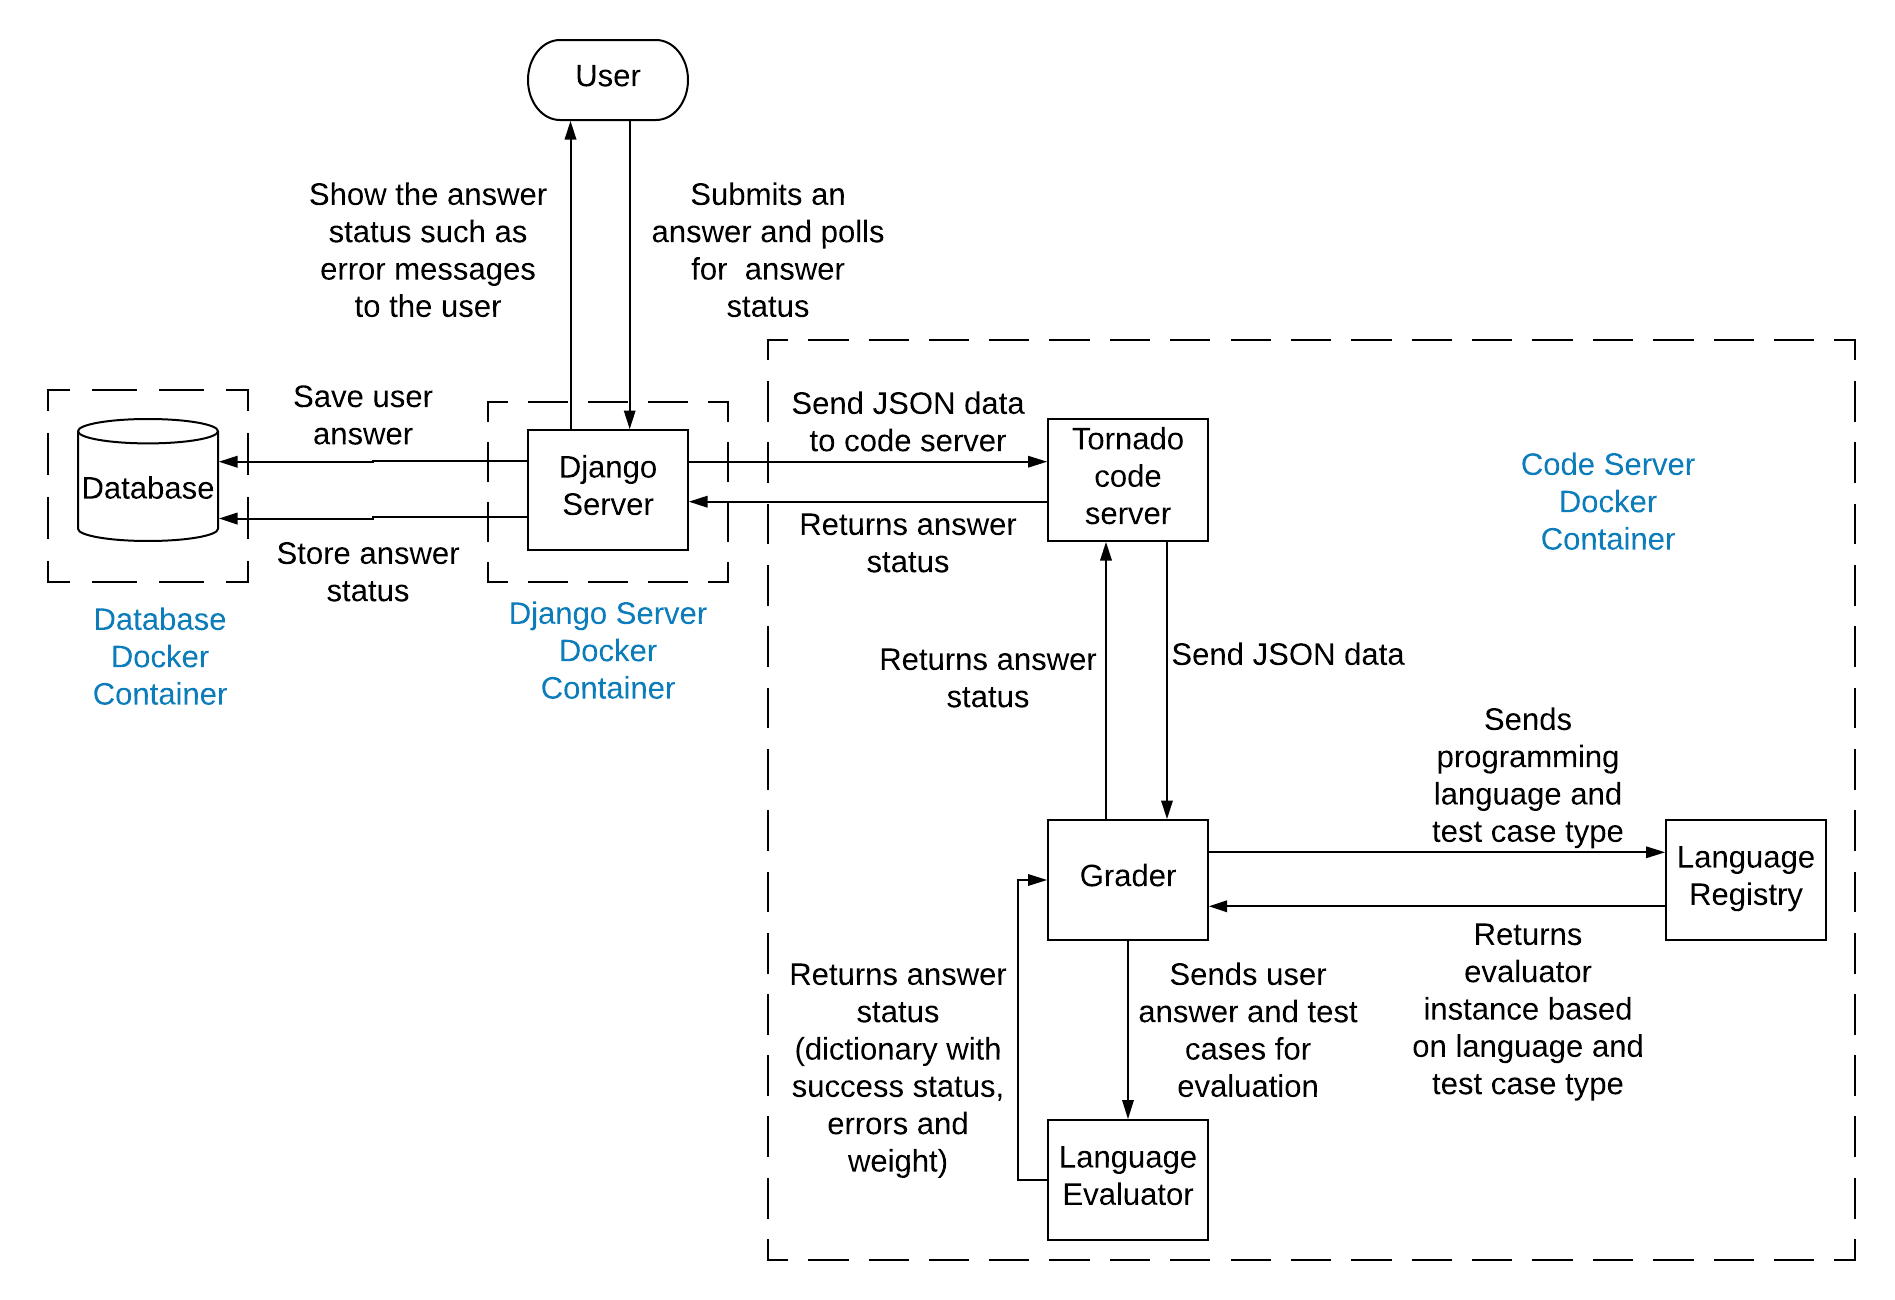 User
Show the answer
status such as
error messages
to the user
Submits an
answer and polls
for  answer
status
Save user
answer
Database
Store answer
status
Database
Docker
Container
Django
Server
Django Server
Docker
Container
Send JSON data
to code server
Returns answer
status
Tornado
code
server
Code Server
Docker
Container
Returns answer
status
Send JSON data
Sends
programming
language and
test case type
Grader
Language
Registry
Returns
evaluator
instance based
on language and
test case type
Returns answer
status
(dictionary with
success status,
errors and
weight)
Sends user
answer and test
cases for
evaluation
Language
Evaluator